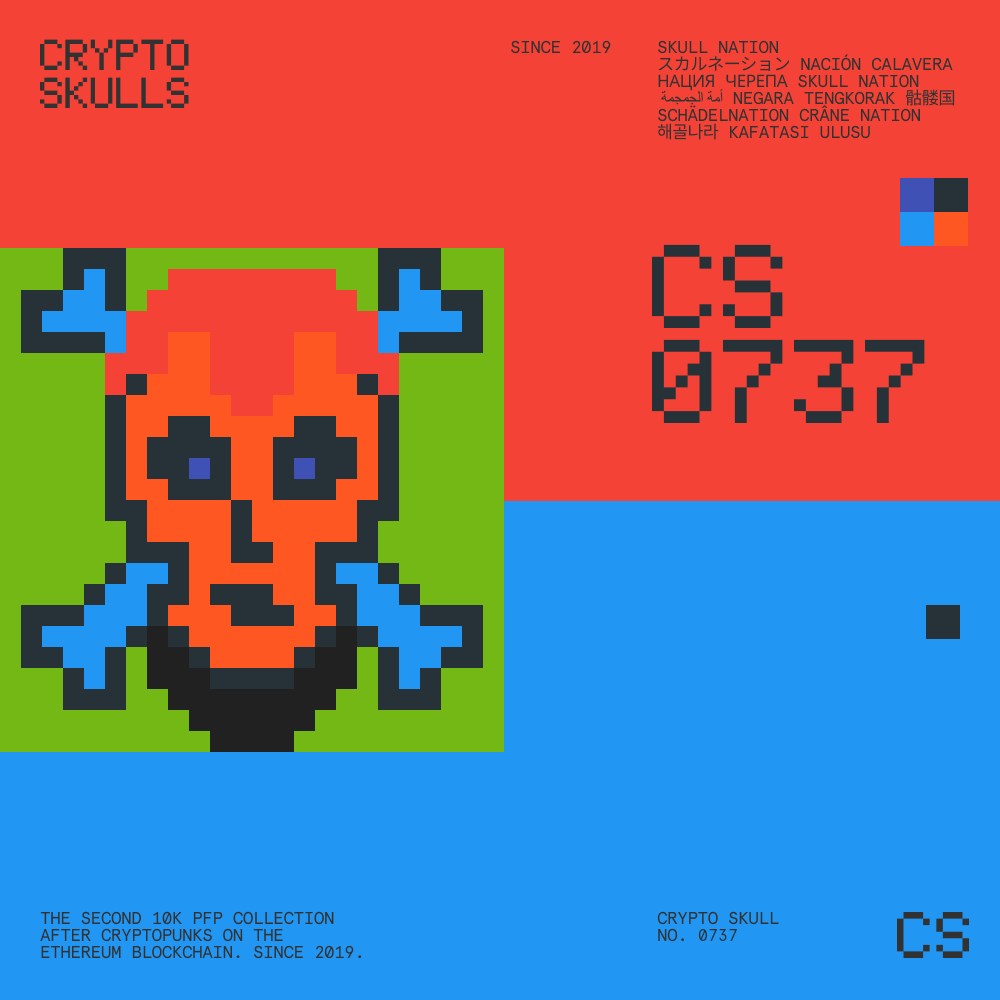 CRYPTO
SKULLS
SINCE 2019
SKULL NATION
スカルネーション NACIÓN CALAVERA
НАЦИЯ ЧЕРЕПА SKULL NATION
أمة الجمجمة NEGARA TENGKORAK 骷髅国
SCHÄDELNATION CRÂNE NATION
해골나라 KAFATASI ULUSU
CS
0737
THE SECOND 10K PFP COLLECTION
AFTER CRYPTOPUNKS ON THE
ETHEREUM BLOCKCHAIN. SINCE 2019.
CRYPTO SKULL
NO. 0737
CS